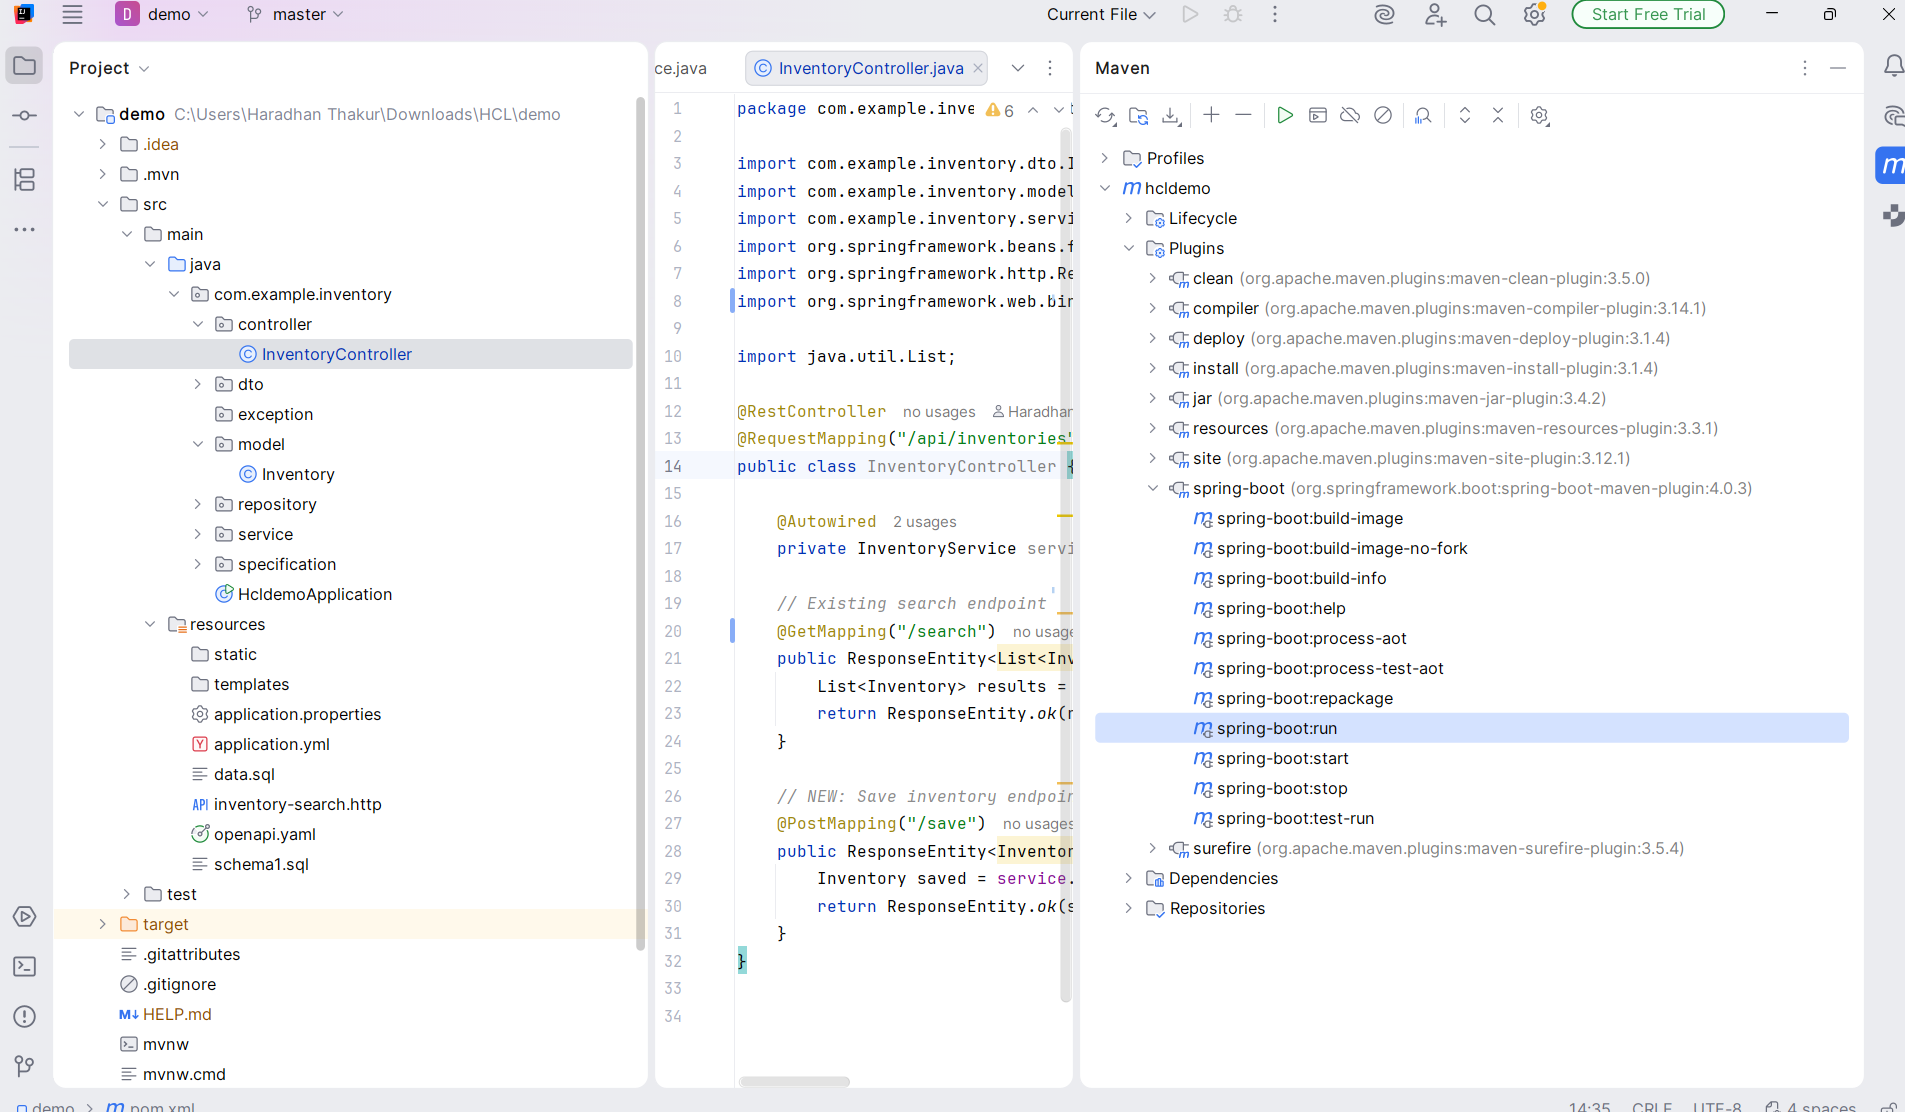 D demo master Current File Start Free Trial
Project
demo C:\Users\Haradhan Thakur\Downloads\HCL\demo
.idea
.mvn
src
main
java
com.example.inventory
controller
InventoryController
dto
exception
model
Inventory
repository
service
specification
HcldemoApplication
resources
static
templates
application.properties
application.yml
data.sql
API inventory-search.http
openapi.yaml
schema1.sql
test
target
.gitattributes
.gitignore
M↓ HELP.md
mvnw
mvnw.cmd
ce.java InventoryController.java
1 package com.example.inve 6
2
3 import com.example.inventory.dto.I
4 import com.example.inventory.model
5 import com.example.inventory.servi
6 import org.springframework.beans.f
7 import org.springframework.http.Re
8 import org.springframework.web.bin
9
10 import java.util.List;
11
12 @RestController no usages Haradhan
13 @RequestMapping("/api/inventories"
14 public class InventoryController {
15
16 @Autowired 2 usages
17 private InventoryService servi
18
19 // Existing search endpoint
20 @GetMapping("/search") no usage
21 public ResponseEntity<List<Inv
22 List<Inventory> results =
23 return ResponseEntity.ok(r
24 }
25
26 // NEW: Save inventory endpoin
27 @PostMapping("/save") no usages
28 public ResponseEntity<Inventor
29 Inventory saved = service.
30 return ResponseEntity.ok(s
31 }
32 }
33
34
Maven
Profiles
m hcldemo
Lifecycle
Plugins
clean (org.apache.maven.plugins:maven-clean-plugin:3.5.0)
compiler (org.apache.maven.plugins:maven-compiler-plugin:3.14.1)
deploy (org.apache.maven.plugins:maven-deploy-plugin:3.1.4)
install (org.apache.maven.plugins:maven-install-plugin:3.1.4)
jar (org.apache.maven.plugins:maven-jar-plugin:3.4.2)
resources (org.apache.maven.plugins:maven-resources-plugin:3.3.1)
site (org.apache.maven.plugins:maven-site-plugin:3.12.1)
spring-boot (org.springframework.boot:spring-boot-maven-plugin:4.0.3)
spring-boot:build-image
spring-boot:build-image-no-fork
spring-boot:build-info
spring-boot:help
spring-boot:process-aot
spring-boot:process-test-aot
spring-boot:repackage
spring-boot:run
spring-boot:start
spring-boot:stop
spring-boot:test-run
surefire (org.apache.maven.plugins:maven-surefire-plugin:3.5.4)
Dependencies
Repositories
demo > m pom.xml 14:35 CRLF UTF-8 4 spaces